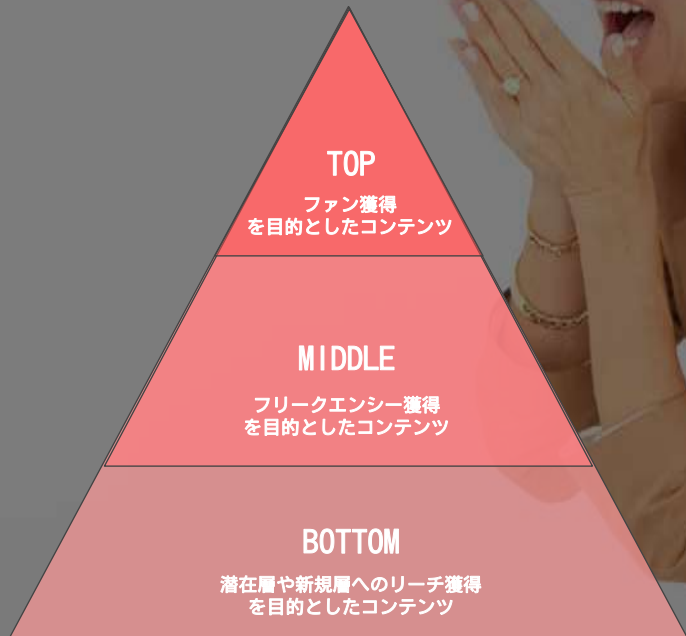 TOP
ファン獲得
を目的としたコンテンツ
MIDDLE
フリークエンシー獲得
を目的としたコンテンツ
BOTTOM
潜在層や新規層へのリーチ獲得
を目的としたコンテンツ